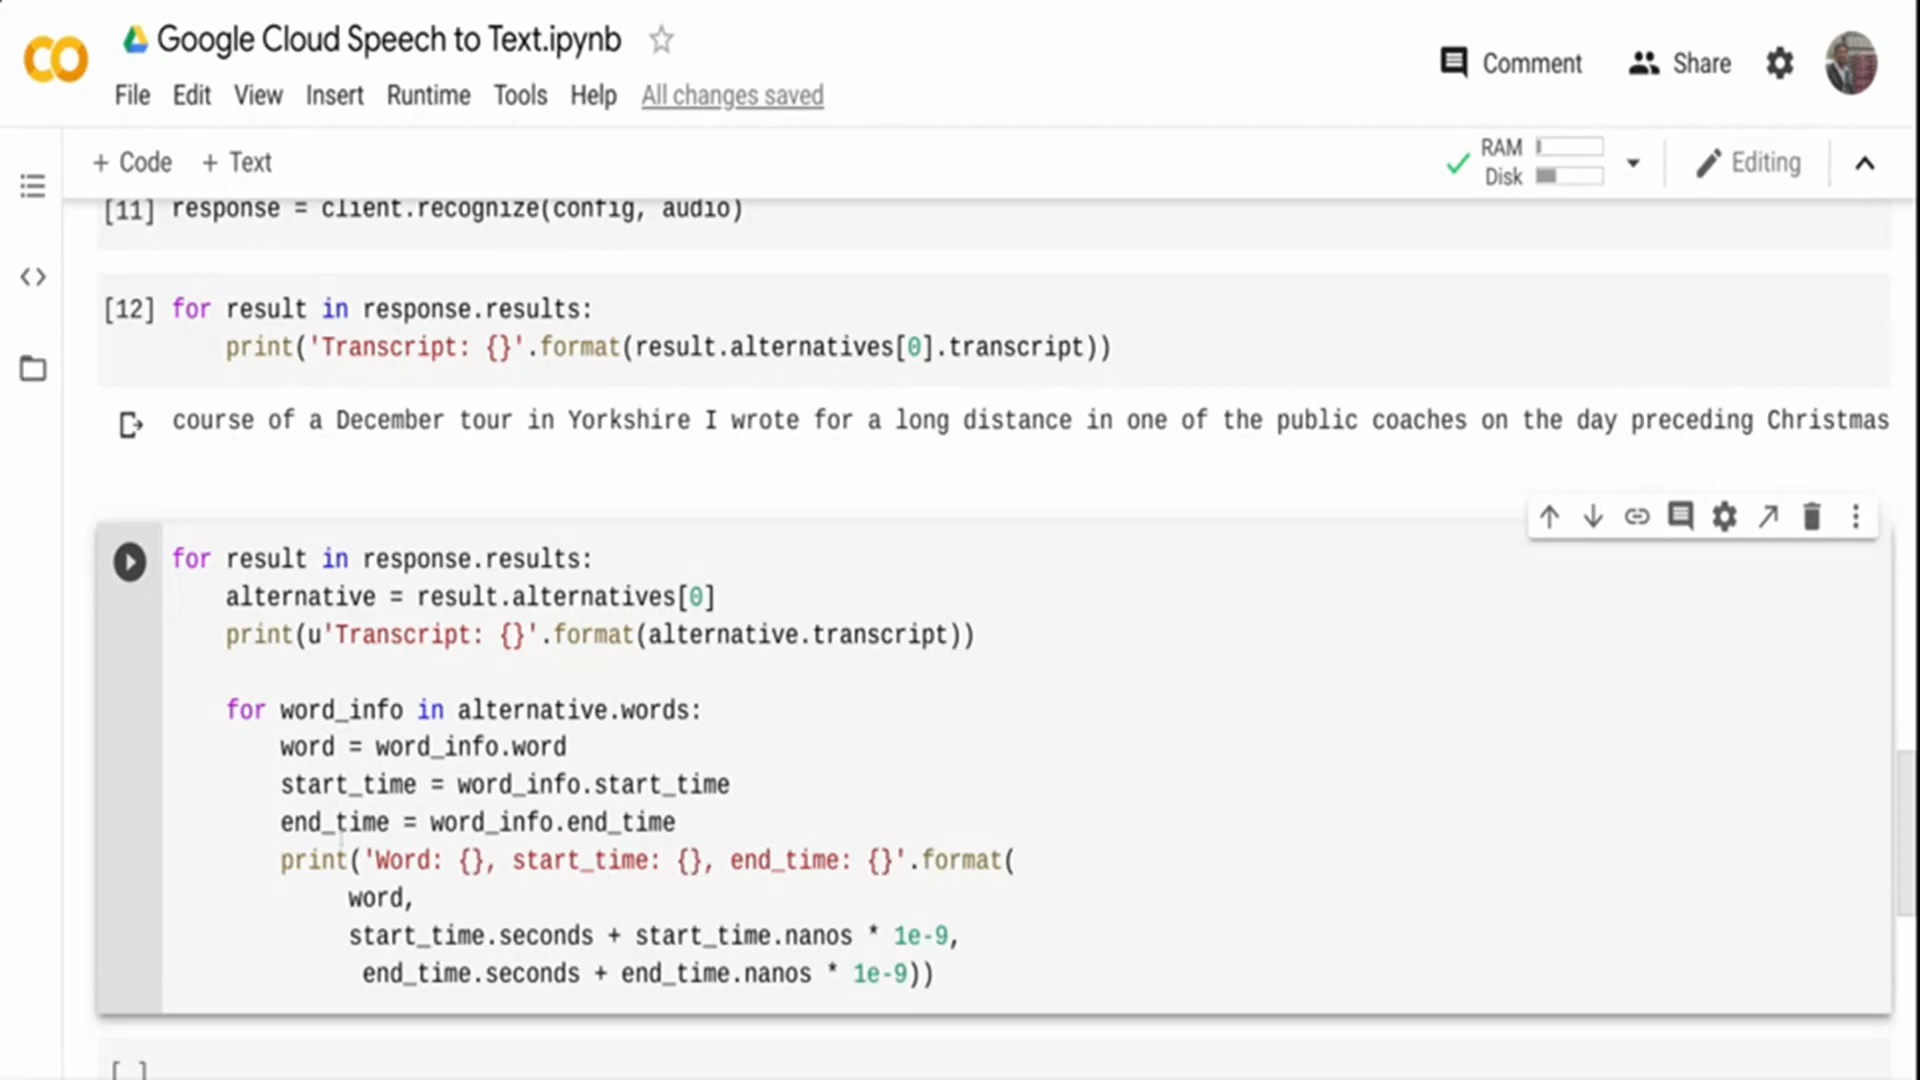 Google Cloud Speech to Text.ipynb
Comment
Share
File Edit View Insert Runtime Tools Help All changes saved
+ Code + Text
RAM
Disk
Editing
[11] response = client.recognize(config, audio)
[12] for result in response.results:
print('Transcript: {}'.format(result.alternatives[0].transcript))
course of a December tour in Yorkshire I wrote for a long distance in one of the public coaches on the day preceding Christmas
for result in response.results:
alternative = result.alternatives[0]
print(u'Transcript: {}'.format(alternative.transcript))
for word_info in alternative.words:
word = word_info.word
start_time = word_info.start_time
end_time = word_info.end_time
print('Word: {}, start_time: {}, end_time: {}'.format(
word,
start_time.seconds + start_time.nanos * 1e-9,
end_time.seconds + end_time.nanos * 1e-9))
[ ]